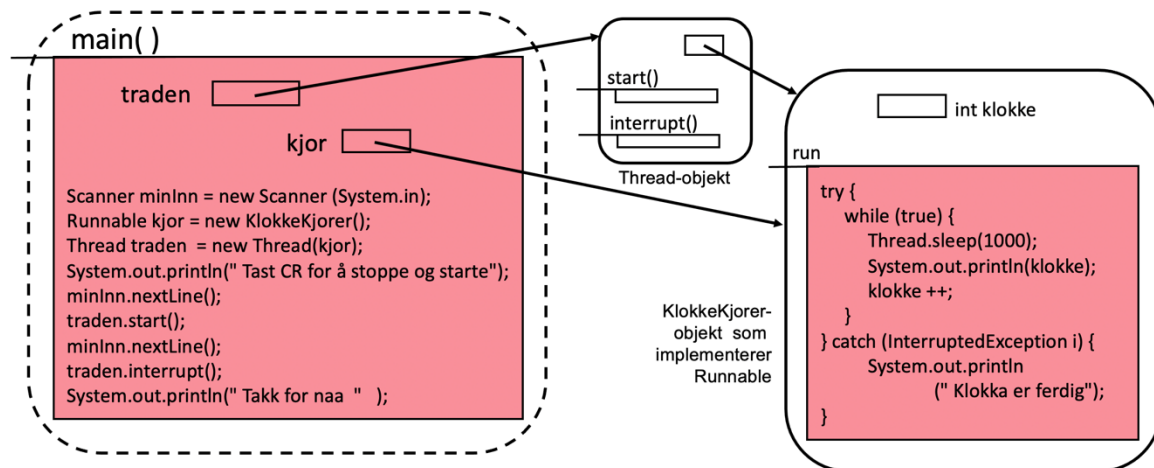 main( )
traden
kjor
Scanner minInn = new Scanner (System.in);
Runnable kjor = new KlokkeKjorer();
Thread traden  = new Thread(kjor);
System.out.println(" Tast CR for å stoppe og starte");
minInn.nextLine();
traden.start();
minInn.nextLine();
traden.interrupt();
System.out.println(" Takk for naa  "   );
start()
interrupt()
Thread-objekt
int klokke
run
try {
while (true) {
Thread.sleep(1000);
System.out.println(klokke);
klokke ++;
}
} catch (InterruptedException i) {
System.out.println
(" Klokka er ferdig");
}
KlokkeKjorer-
objekt  som
implementerer
Runnable